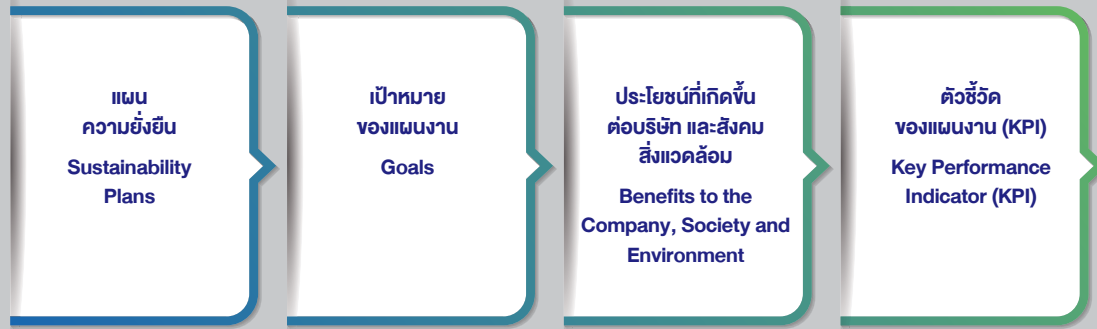 แผน
ความยั่งยืน
Sustainability
Plans
เป้าหมาย
ของแผนงาน
Goals
ประโยชน์ที่เกิดขึ้น
ต่อบริษัท และสังคม
สิ่งแวดล้อม
Benefits to the
Company, Society and
Environment
ตัวชี้วัด
ของแผนงาน (KPI)
Key Performance
Indicator (KPI)